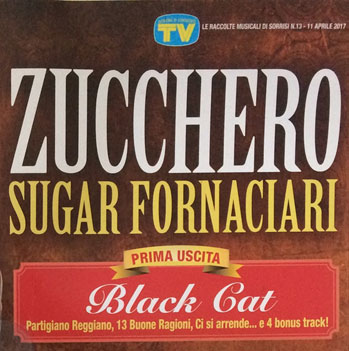 TV
LE RACCOLTE MUSICALI DI SORRISI N.13 - 11 APRILE 2017
ZUCCHERO
SUGAR FORNACIARI
PRIMA USCITA
Black Cat
Partigiano Reggiano, 13 Buone Ragioni, Ci si arrende... e 4 bonus track!